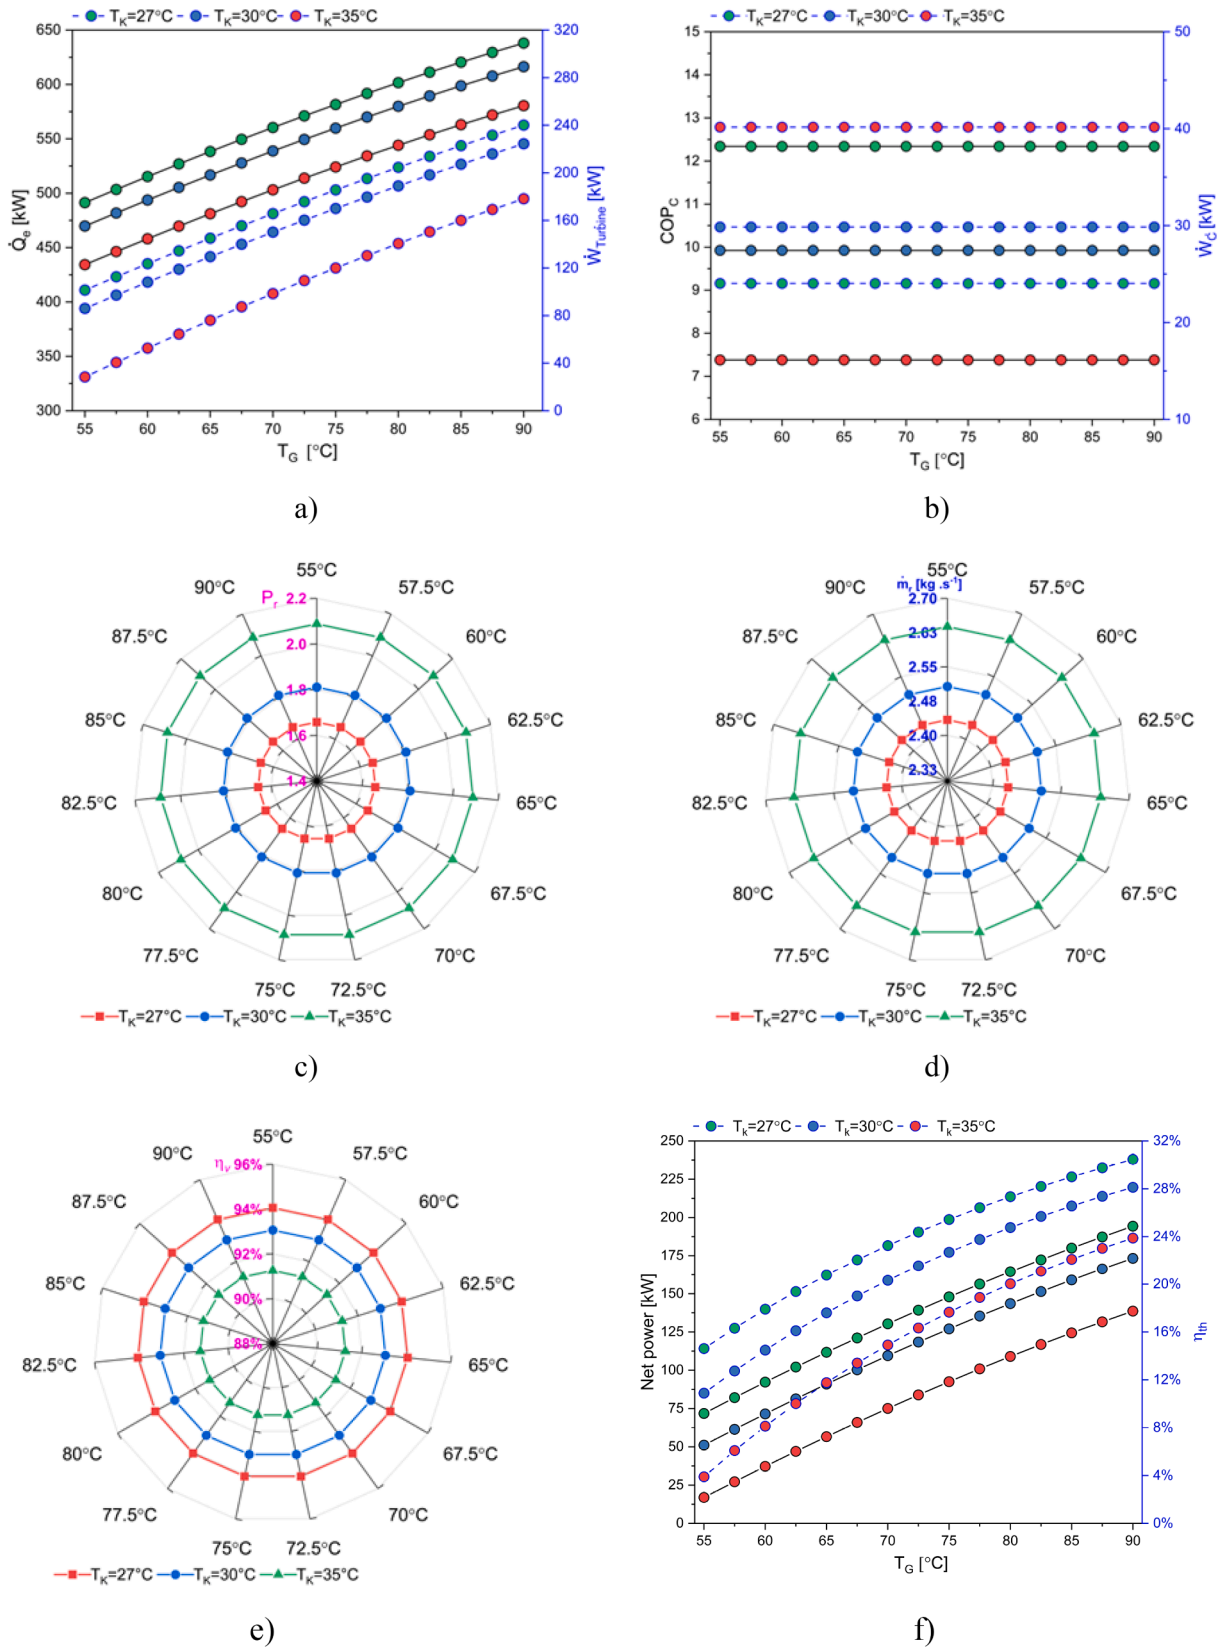 T_K=27°C T_K=30°C T_K=35°C
650
600
550
500
450
400
350
300
Q̇_e [kW]
320
280
240
200
160
120
80
40
0
Ẇ_Turbine [kW]
55 60 65 70 75 80 85 90
T_G [°C]
a)
T_K=27°C T_K=30°C T_K=35°C
15
14
13
12
11
10
9
8
7
6
COP_C
50
40
30
20
10
Ẇ_C [kW]
55 60 65 70 75 80 85 90
T_G [°C]
b)
55°C
57.5°C
60°C
62.5°C
65°C
67.5°C
70°C
72.5°C
75°C
77.5°C
80°C
82.5°C
85°C
87.5°C
90°C
P_r
2.2
2.0
1.8
1.6
1.4
T_K=27°C T_K=30°C T_K=35°C
c)
55°C
57.5°C
60°C
62.5°C
65°C
67.5°C
70°C
72.5°C
75°C
77.5°C
80°C
82.5°C
85°C
87.5°C
90°C
ṁ_r [kg .s⁻¹]
2.70
2.63
2.55
2.48
2.40
2.33
T_K=27°C T_K=30°C T_K=35°C
d)
55°C
57.5°C
60°C
62.5°C
65°C
67.5°C
70°C
72.5°C
75°C
77.5°C
80°C
82.5°C
85°C
87.5°C
90°C
η_v
96%
94%
92%
90%
88%
T_K=27°C T_K=30°C T_K=35°C
e)
T_k=27°C T_k=30°C T_k=35°C
250
225
200
175
150
125
100
75
50
25
0
Net power [kW]
32%
28%
24%
20%
16%
12%
8%
4%
0%
η_th
55 60 65 70 75 80 85 90
T_G [°C]
f)